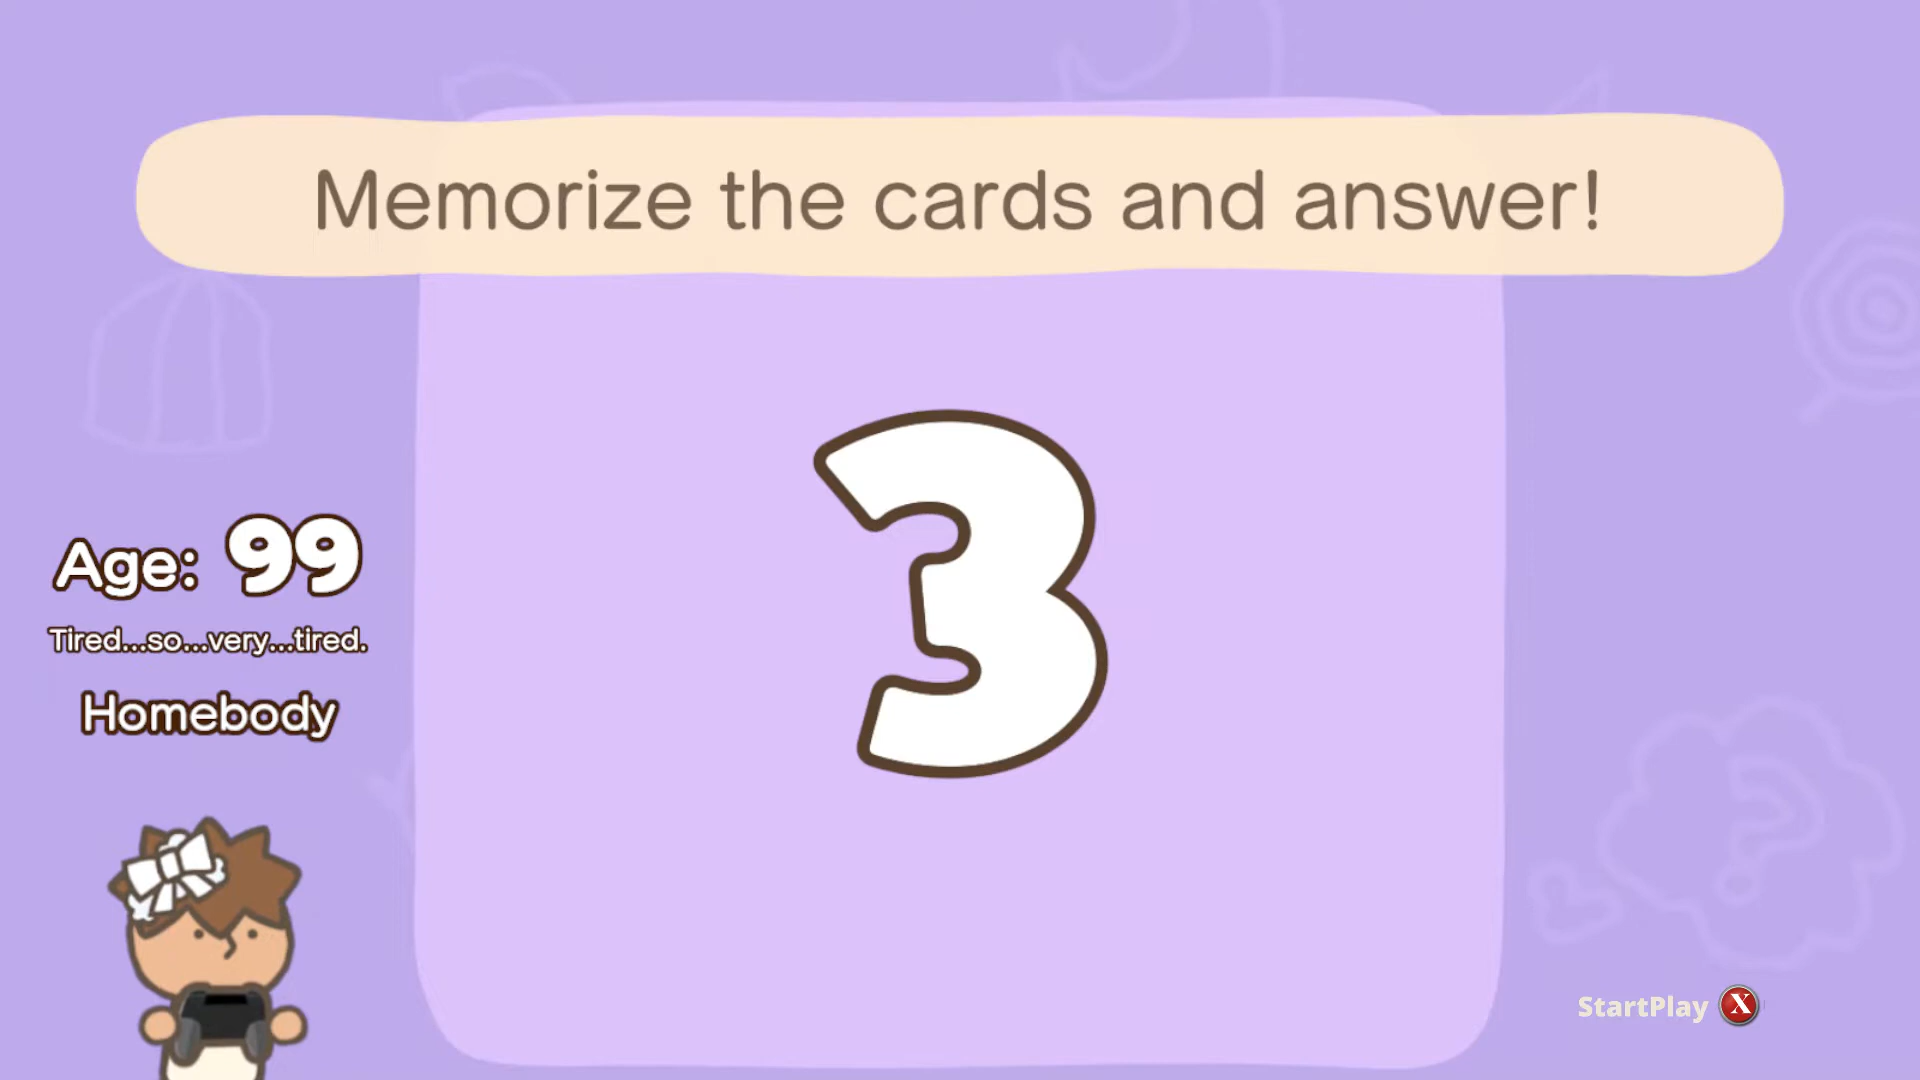 Memorize the cards and answer!
3
Age: 99
Tired...so...very...tired.
Homebody
StartPlay X